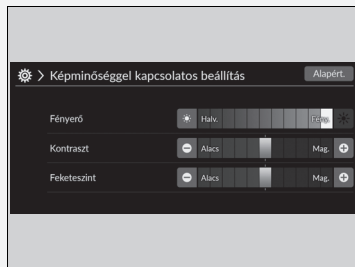 > Képminőséggel kapcsolatos beállítás Alapért.
Fényerő Halv. Fény.
Kontraszt Alacs Mag.
Feketeszint Alacs Mag.